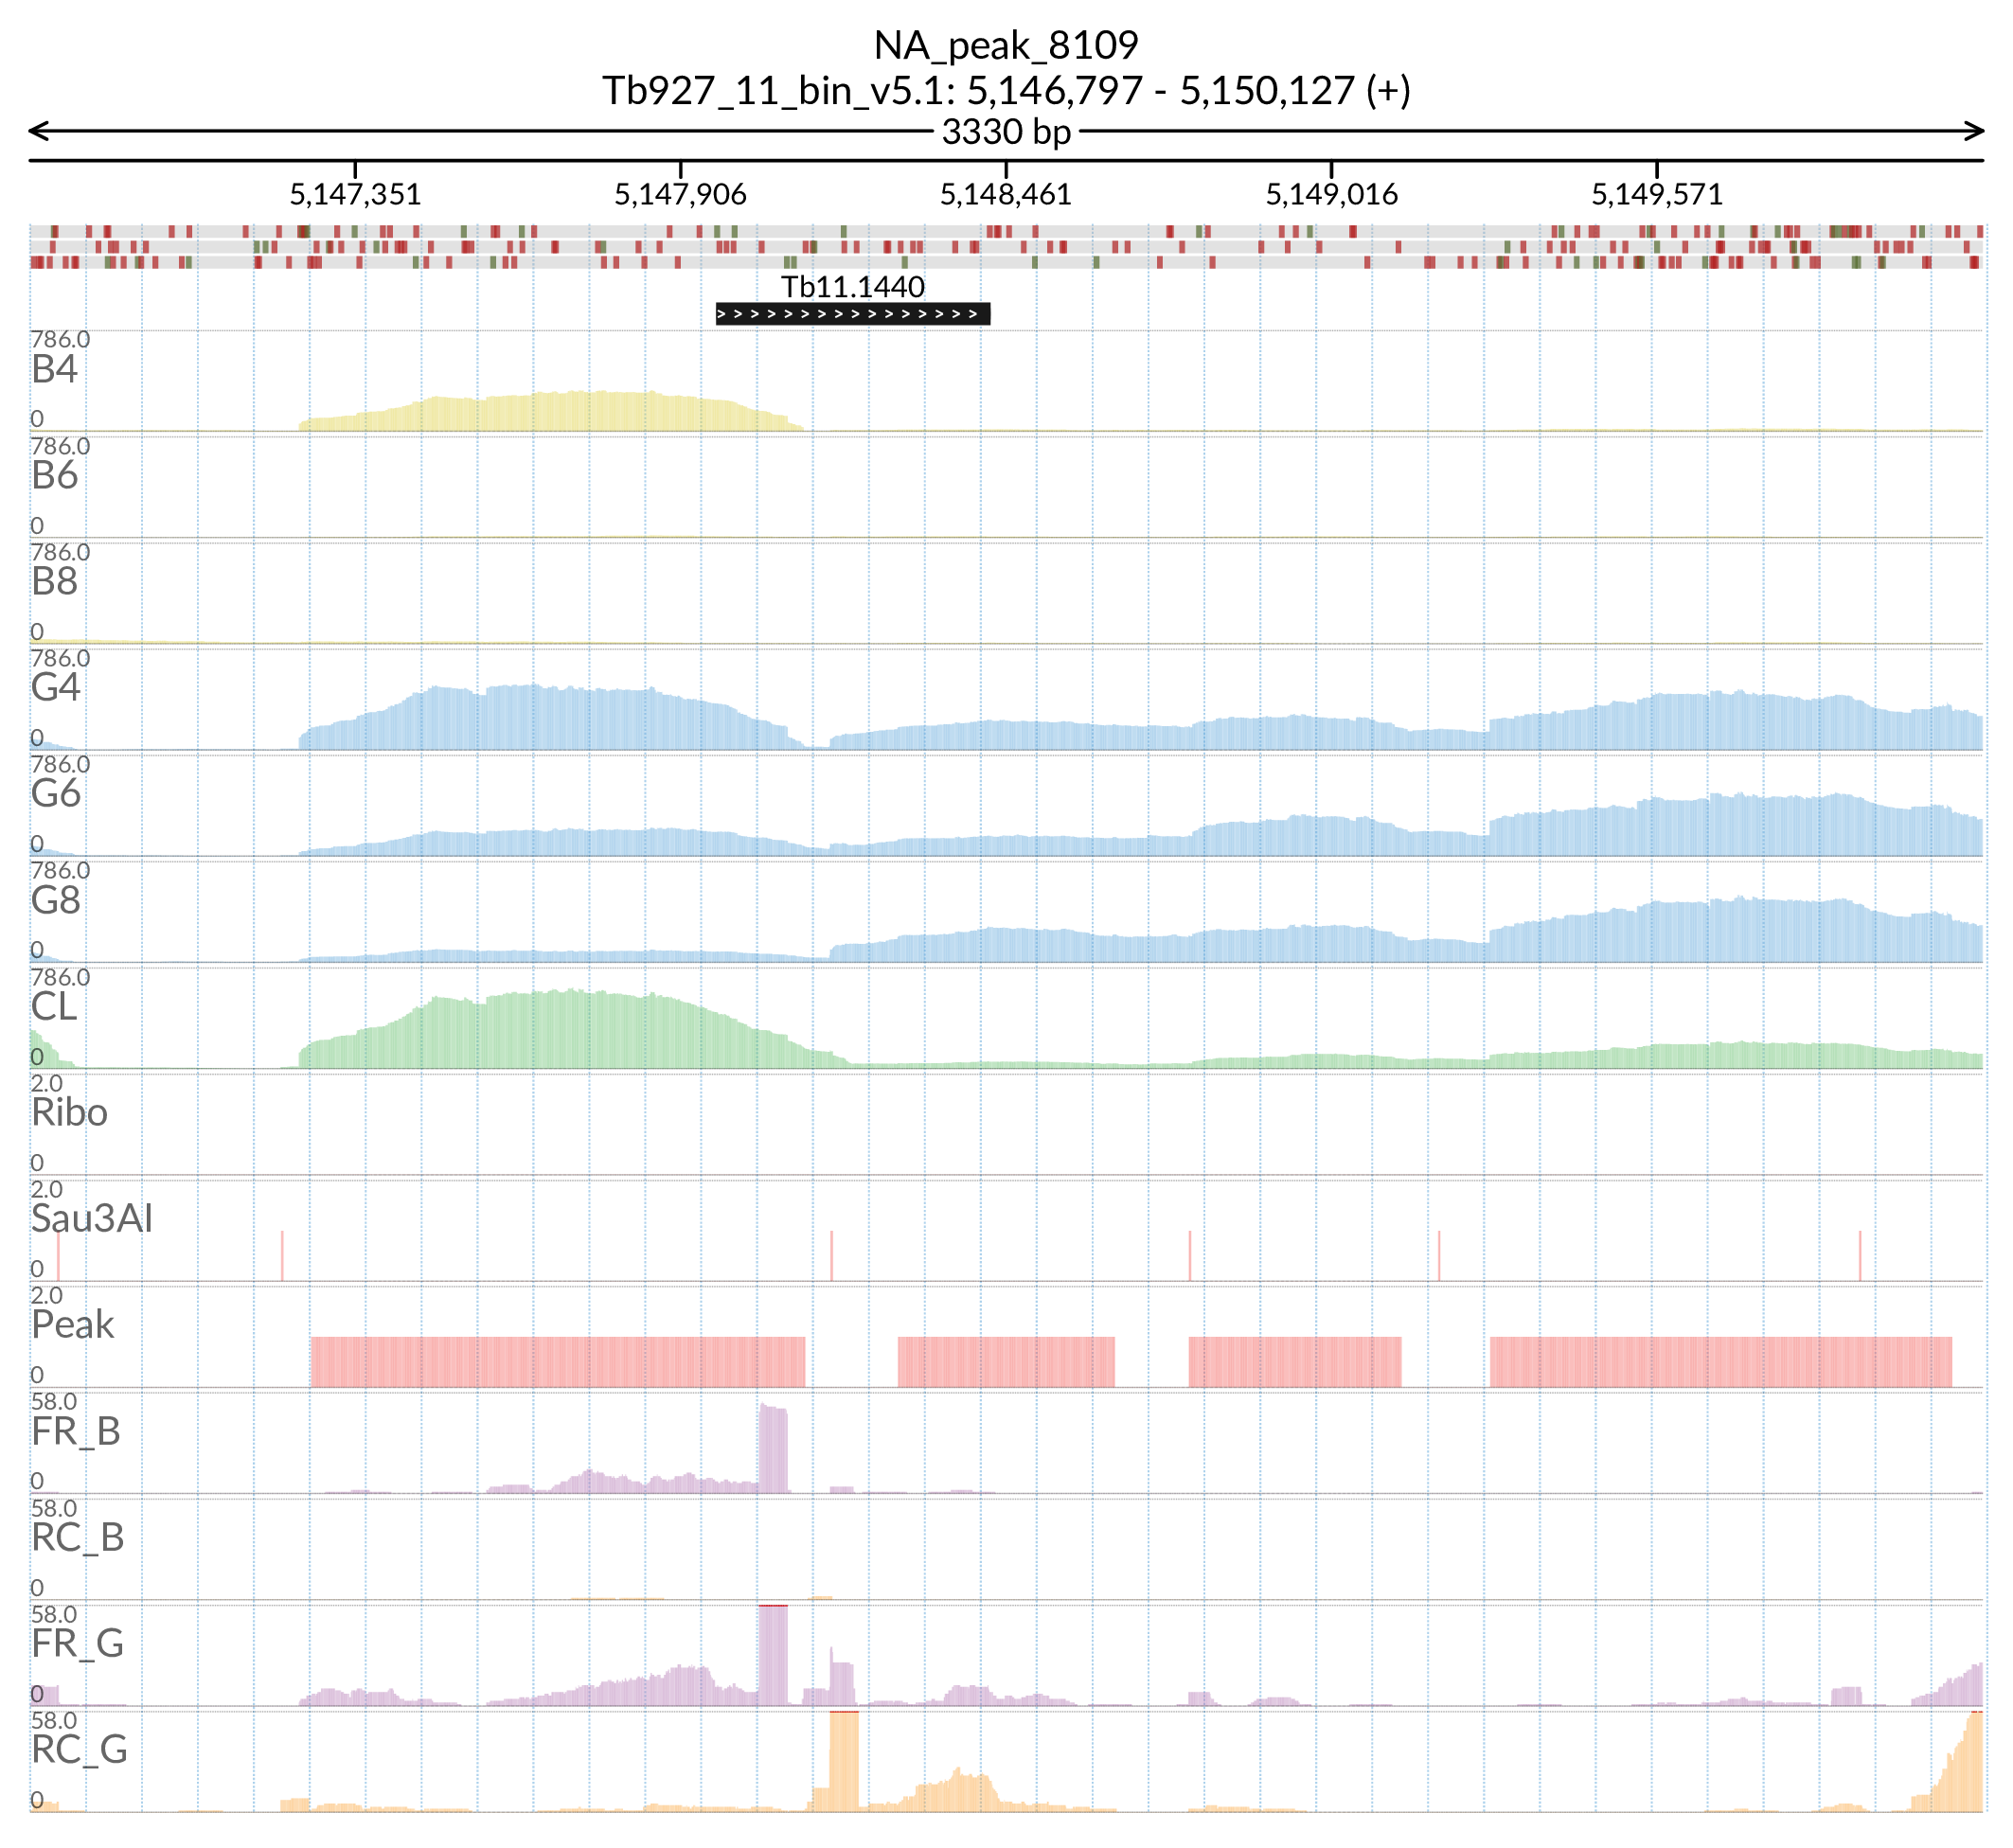 NA_peak_8109
Tb927_11_bin_v5.1: 5,146,797 - 5,150,127 (+)
3330 bp
5,147,351 5,147,906 5,148,461 5,149,016 5,149,571
Tb11.1440
786.0
B4
0
786.0
B6
0
786.0
B8
0
786.0
G4
0
786.0
G6
0
786.0
G8
0
786.0
CL
0
2.0
Ribo
0
2.0
Sau3AI
0
2.0
Peak
0
58.0
FR_B
0
58.0
RC_B
0
58.0
FR_G
0
58.0
RC_G
0